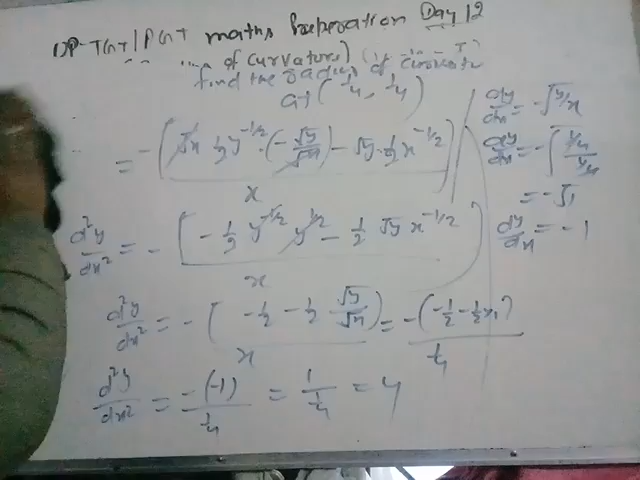 DP-TGT/PGT maths Preparation Day 12
of curvature)
find the radius of curvature
at (1/4, 1/4)
= -[√x 1/2 y^{-1/2}·(-√y/√x) - √y·1/2 x^{-1/2}] / x
d²y/dx² = -[-1/2 y^{-1/2} y^{1/2} - 1/2 √y x^{-1/2}] / x
d²y/dx² = -[-1/2 - 1/2 √y/√x] / x = -(-1/2 - 1/2 x 1) / 1/4
d²y/dx² = -(-1) / 1/4 = 1 / 1/4 = 4
dy/dx = -√y/x
dy/dx = -√(1/4 / 1/4)
= -√1
dy/dx = -1